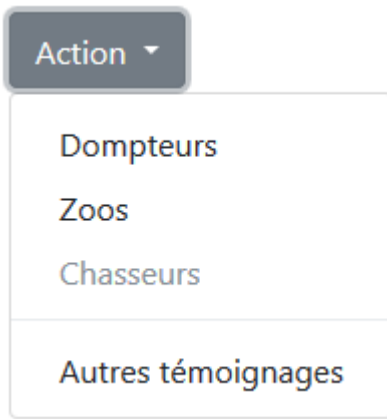 Action
Dompteurs
Zoos
Chasseurs
Autres témoignages